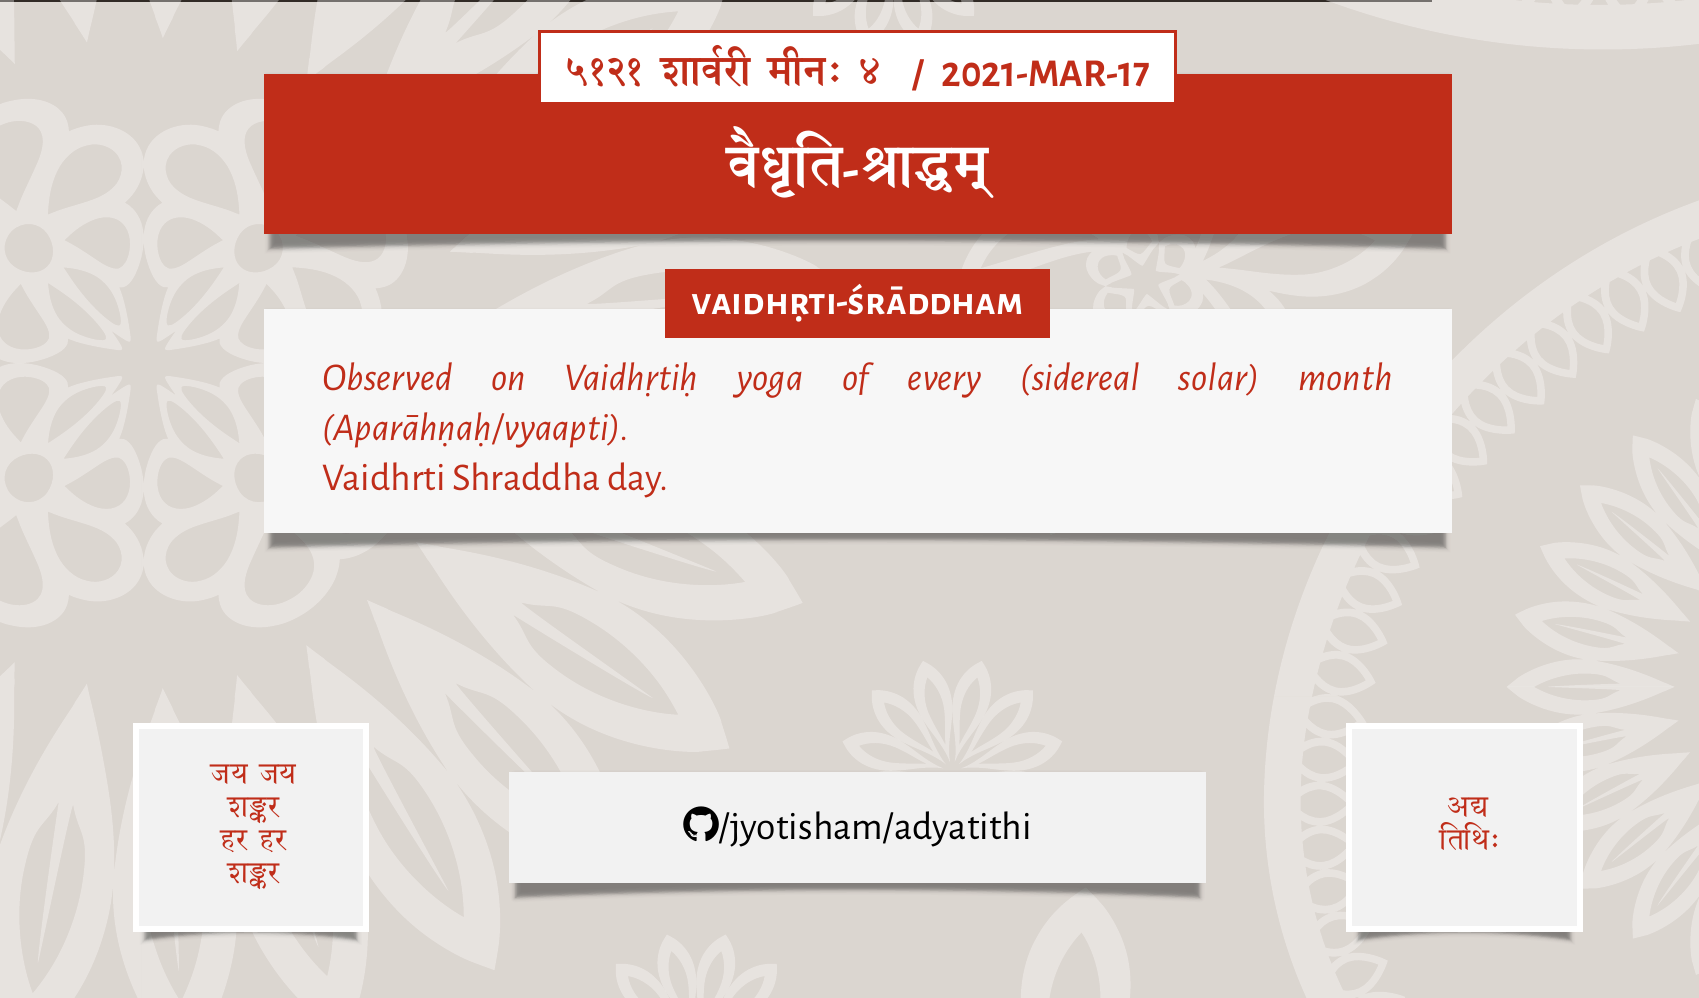 ५१२१ शार्वरी मीनः ४ / 2021-MAR-17
वैधृति-श्राद्धम्
VAIDHṚTI-ŚRĀDDHAM
Observed on Vaidhṛtiḥ yoga of every (sidereal solar) month
(Aparāhṇaḥ/vyaapti).
Vaidhrti Shraddha day.
जय जय
शङ्कर
हर हर
शङ्कर
/jyotisham/adyatithi
अद्य
तिथिः